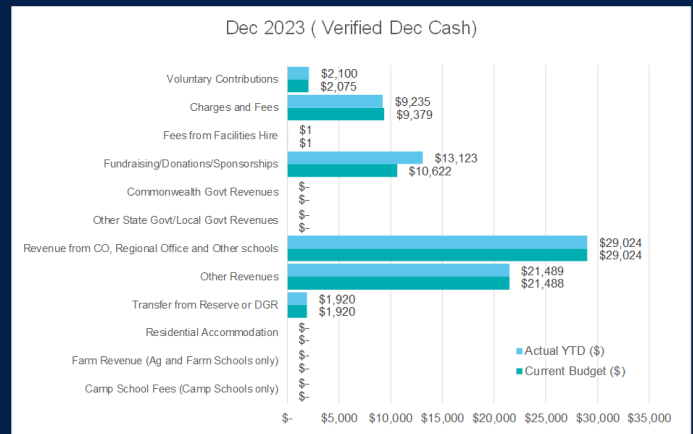 Dec 2023 ( Verified Dec Cash)
Voluntary Contributions
$2,100
$2,075
Charges and Fees
$9,235
$9,379
Fees from Facilities Hire
$1
$1
Fundraising/Donations/Sponsorships
$13,123
$10,622
Commonwealth Govt Revenues
$-
$-
Other State Govt/Local Govt Revenues
$-
$-
Revenue from CO, Regional Office and Other schools
$29,024
$29,024
Other Revenues
$21,489
$21,488
Transfer from Reserve or DGR
$1,920
$1,920
Residential Accommodation
$-
$-
Farm Revenue (Ag and Farm Schools only)
$-
$-
Camp School Fees (Camp Schools only)
$-
$-
Actual YTD ($)
Current Budget ($)
$- $5,000 $10,000 $15,000 $20,000 $25,000 $30,000 $35,000